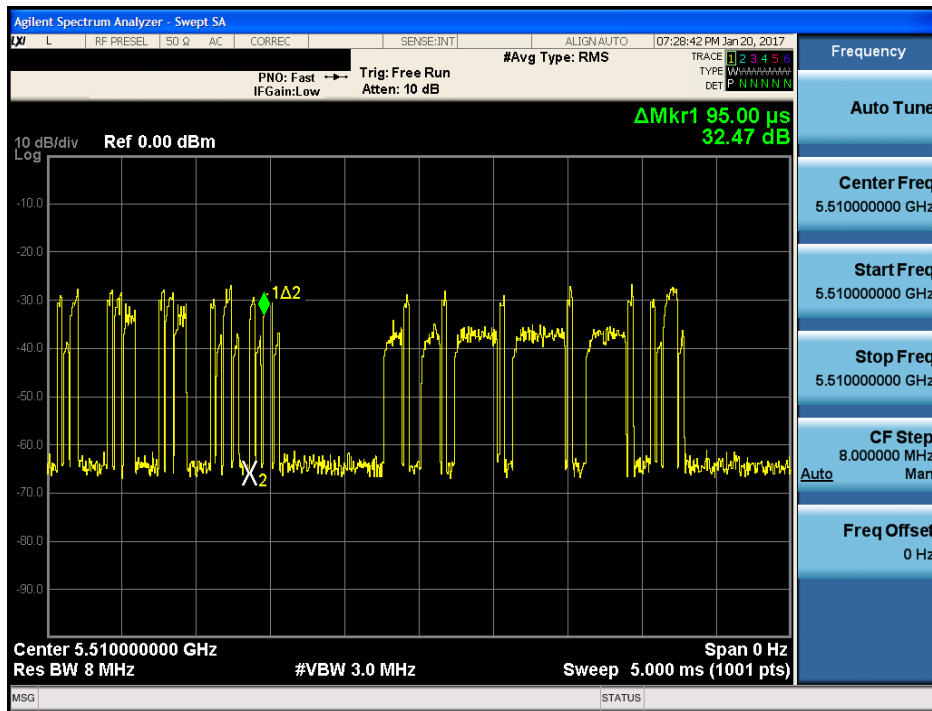 Agilent Spectrum Analyzer - Swept SA
LXI L RF PRESEL 50 Ω AC CORREC SENSE:INT ALIGN AUTO 07:28:42 PM Jan 20, 2017
#Avg Type: RMS
TRACE 1 2 3 4 5 6
PNO: Fast
Trig: Free Run
TYPE
IFGain:Low
Atten: 10 dB
DET P N N N N N
ΔMkr1 95.00 µs
32.47 dB
10 dB/div Ref 0.00 dBm
Log
-10.0
-20.0
-30.0
-40.0
-50.0
-60.0
-70.0
-80.0
-90.0
1Δ2
2
Center 5.510000000 GHz
Span 0 Hz
Res BW 8 MHz
#VBW 3.0 MHz
Sweep 5.000 ms (1001 pts)
MSG
STATUS
Frequency
Auto Tune
Center Freq
5.510000000 GHz
Start Freq
5.510000000 GHz
Stop Freq
5.510000000 GHz
CF Step
8.000000 MHz
Auto Man
Freq Offset
0 Hz